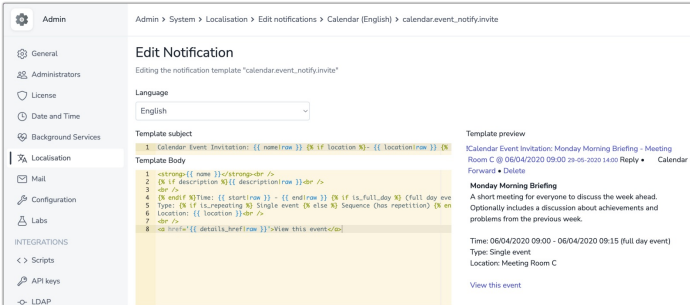 Admin
Admin > System > Localisation > Edit notifications > Calendar (English) > calendar.event_notify.invite
General
Administrators
License
Date and Time
Background Services
Localisation
Mail
Configuration
Labs
INTEGRATIONS
Scripts
API keys
LDAP
Edit Notification
Editing the notification template "calendar.event_notify.invite"
Language
English
Template subject
1 Calendar Event Invitation: {{ name|raw }} {% if location %}- {{ location|raw }} {%
Template Body
1 <strong>{{ name }}</strong><br />
2 {% if description %}{{ description|raw }}<br />
3 <br />
4 {% endif %}Time: {{ start|raw }} - {{ end|raw }} {% if is_full_day %} (full day eve
5 Type: {% if is_repeating %} Single event {% else %} Sequence (has repetition) {% en
6 Location: {{ location }}<br />
7 <br />
8 <a href='{{ details_href|raw }}'>View this event</a>
Template preview
Calendar Event Invitation: Monday Morning Briefing - Meeting
Room C @ 06/04/2020 09:00 29-05-2020 14:00 Reply • Calendar
Forward • Delete
Monday Morning Briefing
A short meeting for everyone to discuss the week ahead.
Optionally includes a discussion about achievements and
problems from the previous week.
Time: 06/04/2020 09:00 - 06/04/2020 09:15 (full day event)
Type: Single event
Location: Meeting Room C
View this event